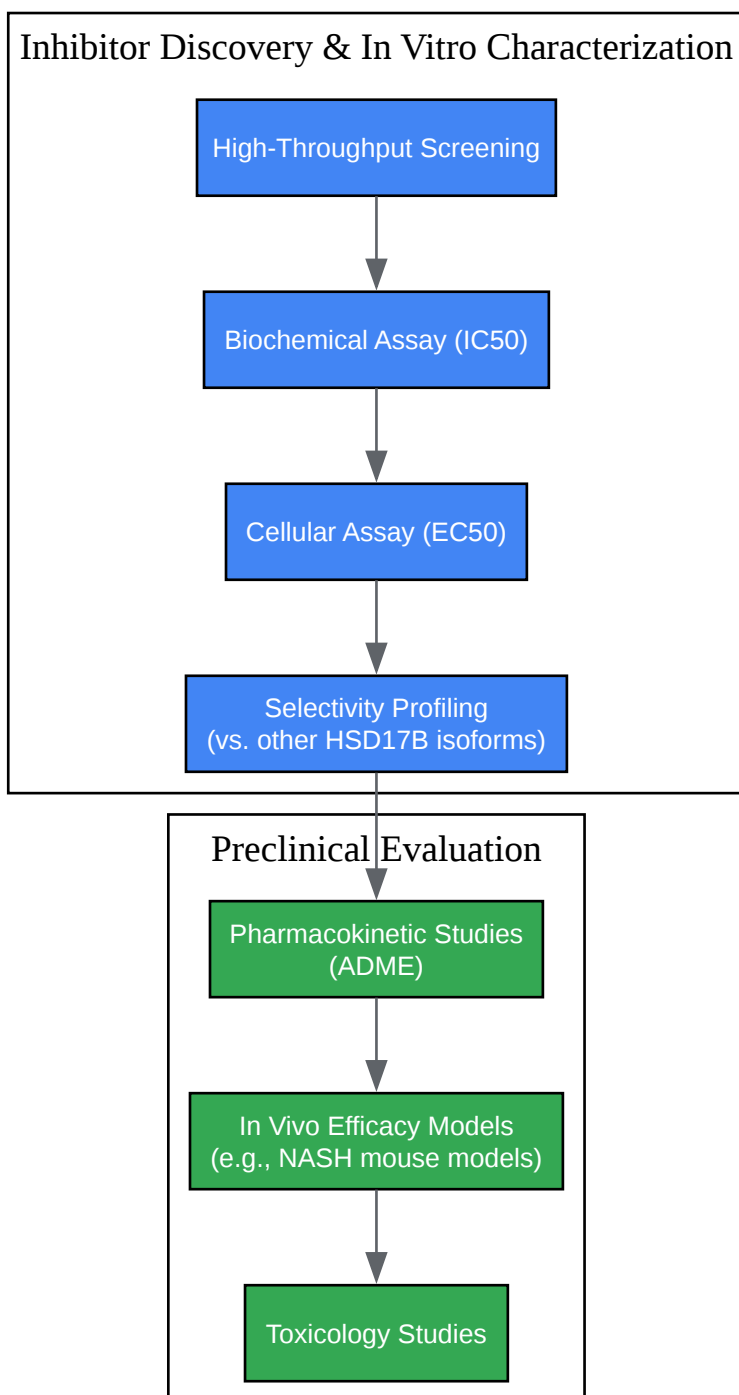 Inhibitor Discovery & In Vitro Characterization
High-Throughput Screening
Biochemical Assay (IC50)
Cellular Assay (EC50)
Selectivity Profiling
(vs. other HSD17B isoforms)
Preclinical Evaluation
Pharmacokinetic Studies
(ADME)
In Vivo Efficacy Models
(e.g., NASH mouse models)
Toxicology Studies